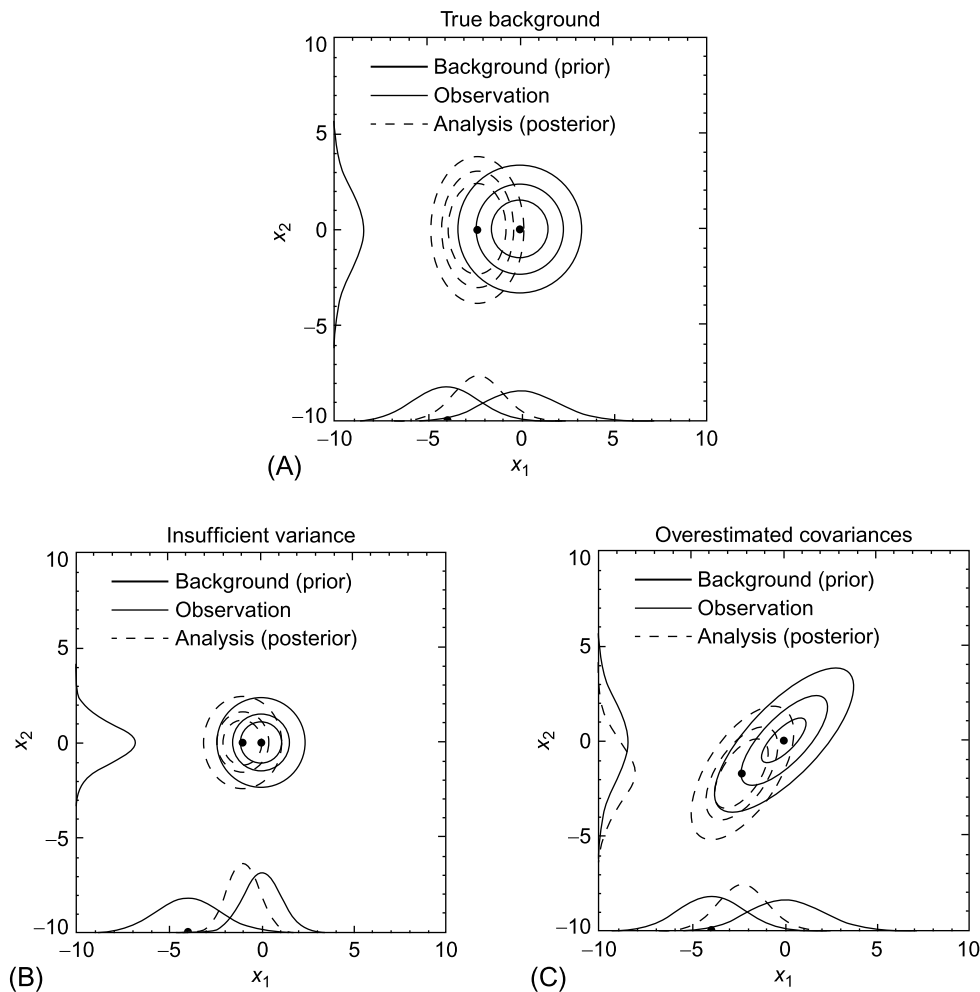 True background
10
Background (prior)
Observation
Analysis (posterior)
5
0
x2
−5
−10
−10 −5 0 5 10
x1
(A)
Insufficient variance
10
Background (prior)
Observation
Analysis (posterior)
5
0
x2
−5
−10
−10 −5 0 5 10
x1
(B)
Overestimated covariances
10
Background (prior)
Observation
Analysis (posterior)
5
0
x2
−5
−10
−10 −5 0 5 10
x1
(C)